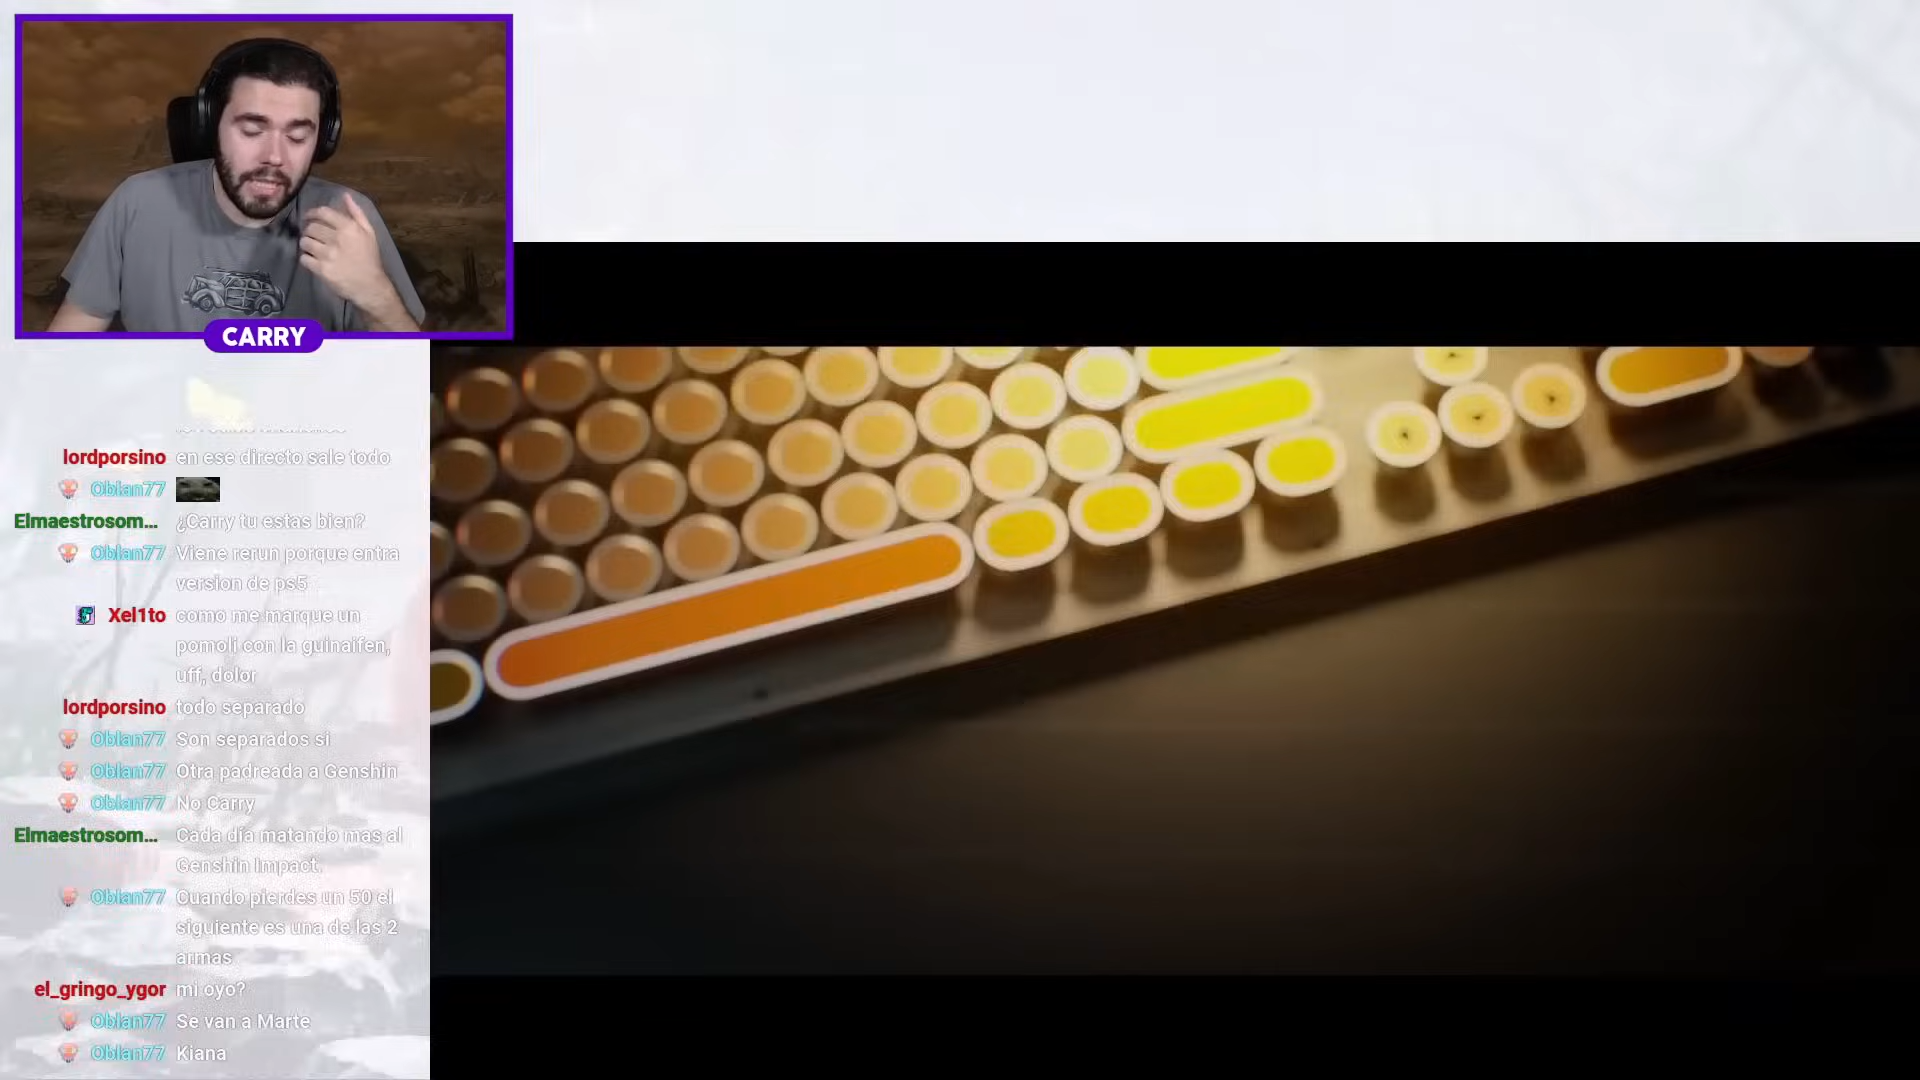 CARRY
lordporsino en ese directo sale todo
Oblan77
Elmaestrosom... ¿Carry tu estas bien?
Oblan77 Viene rerun porque entra
version de ps5
Xel1to como me marque un
pomoli con la guinaifen,
uff, dolor
lordporsino todo separado
Oblan77 Son separados si
Oblan77 Otra padreada a Genshin
Oblan77 No Carry
Elmaestrosom... Cada día matando mas al
Genshin Impact.
Oblan77 Cuando pierdes un 50 el
siguiente es una de las 2
armas
el_gringo_ygor mi oyo?
Oblan77 Se van a Marte
Oblan77 Kiana